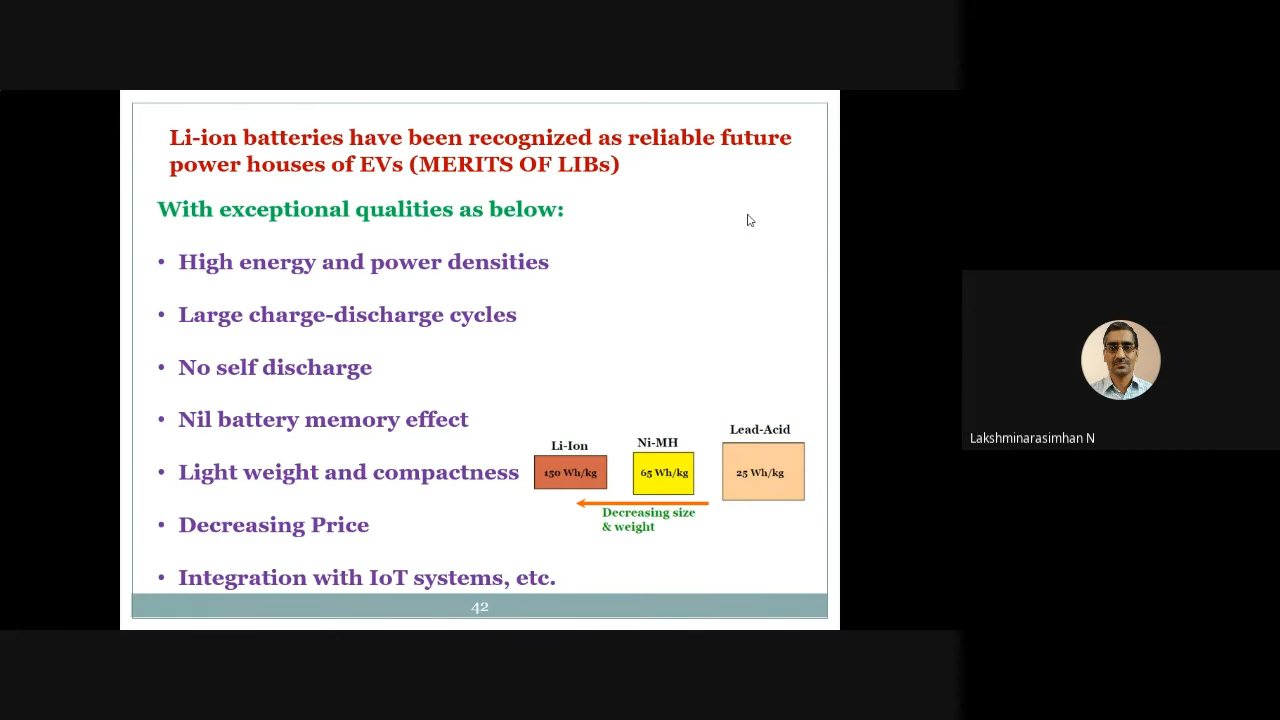 Li-ion batteries have been recognized as reliable future
power houses of EVs (MERITS OF LIBs)
With exceptional qualities as below:
• High energy and power densities
• Large charge-discharge cycles
• No self discharge
• Nil battery memory effect
• Light weight and compactness
• Decreasing Price
• Integration with IoT systems, etc.
Li-Ion
Ni-MH
Lead-Acid
150 Wh/kg
65 Wh/kg
25 Wh/kg
Decreasing size
& weight
42
Lakshminarasimhan N